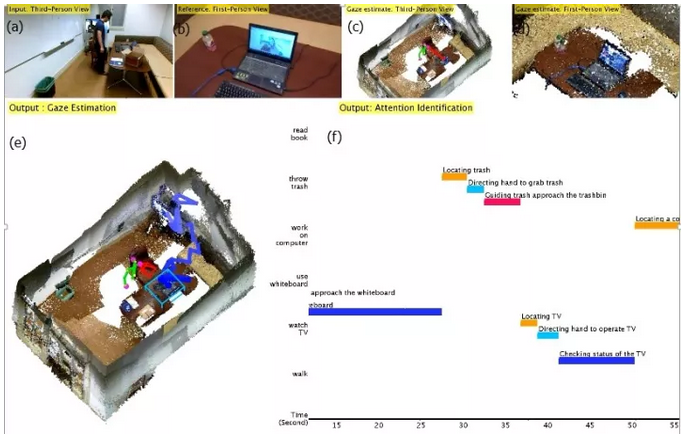 Input: Third-Person View
Reference: First-Person View
Gaze estimate: Third-Person View
Gaze estimate: First-Person View
(a)
(b)
(c)
(d)
Output : Gaze Estimation
Output: Attention Identification
(e)
(f)
read
book
Locating trash
throw
trash
Directing hand to grab trash
Guiding trash approach the trashbin
work
on
computer
Locating a co
use
whiteboard
approach the whiteboard
eboard
Locating TV
watch
TV
Directing hand to operate TV
Checking status of the TV
walk
Time
(Second)
15
20
25
30
35
40
45
50
55